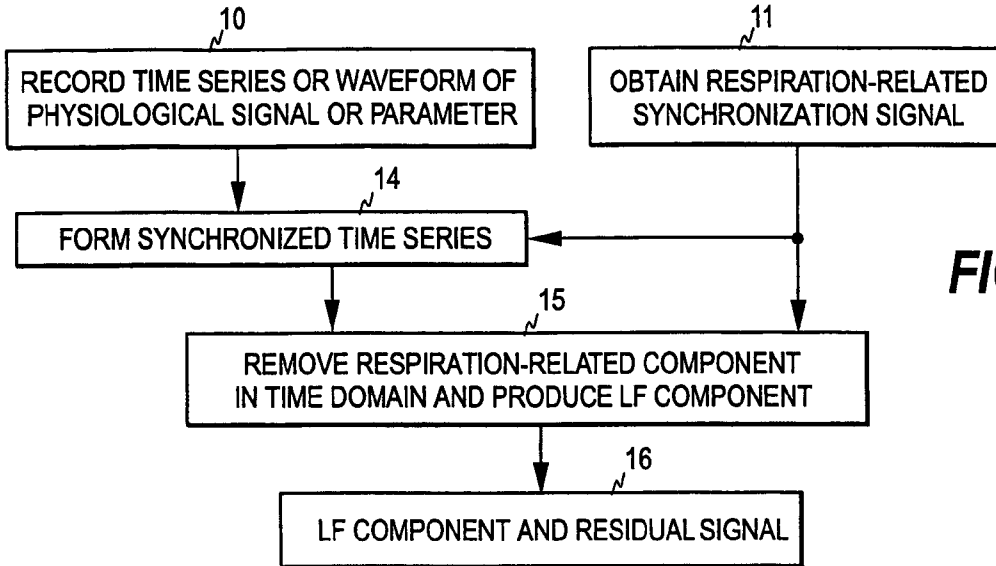 10
RECORD TIME SERIES OR WAVEFORM OF
PHYSIOLOGICAL SIGNAL OR PARAMETER
11
OBTAIN RESPIRATION-RELATED
SYNCHRONIZATION SIGNAL
14
FORM SYNCHRONIZED TIME SERIES
15
REMOVE RESPIRATION-RELATED COMPONENT
IN TIME DOMAIN AND PRODUCE LF COMPONENT
16
LF COMPONENT AND RESIDUAL SIGNAL